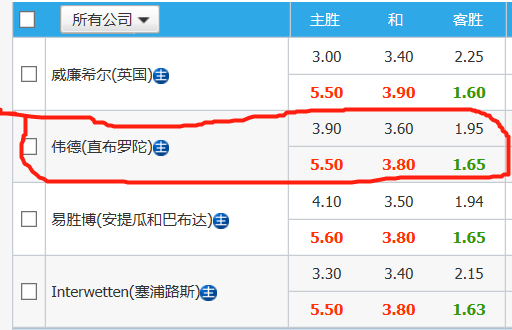 所有公司 主胜 和 客胜
3.00 3.40 2.25
威廉希尔(英国)主
5.50 3.90 1.60
3.90 3.60 1.95
伟德(直布罗陀)主
5.50 3.80 1.65
4.10 3.50 1.94
易胜博(安提瓜和巴布达)主
5.60 3.80 1.65
3.30 3.40 2.15
Interwetten(塞浦路斯)主
5.50 3.80 1.63